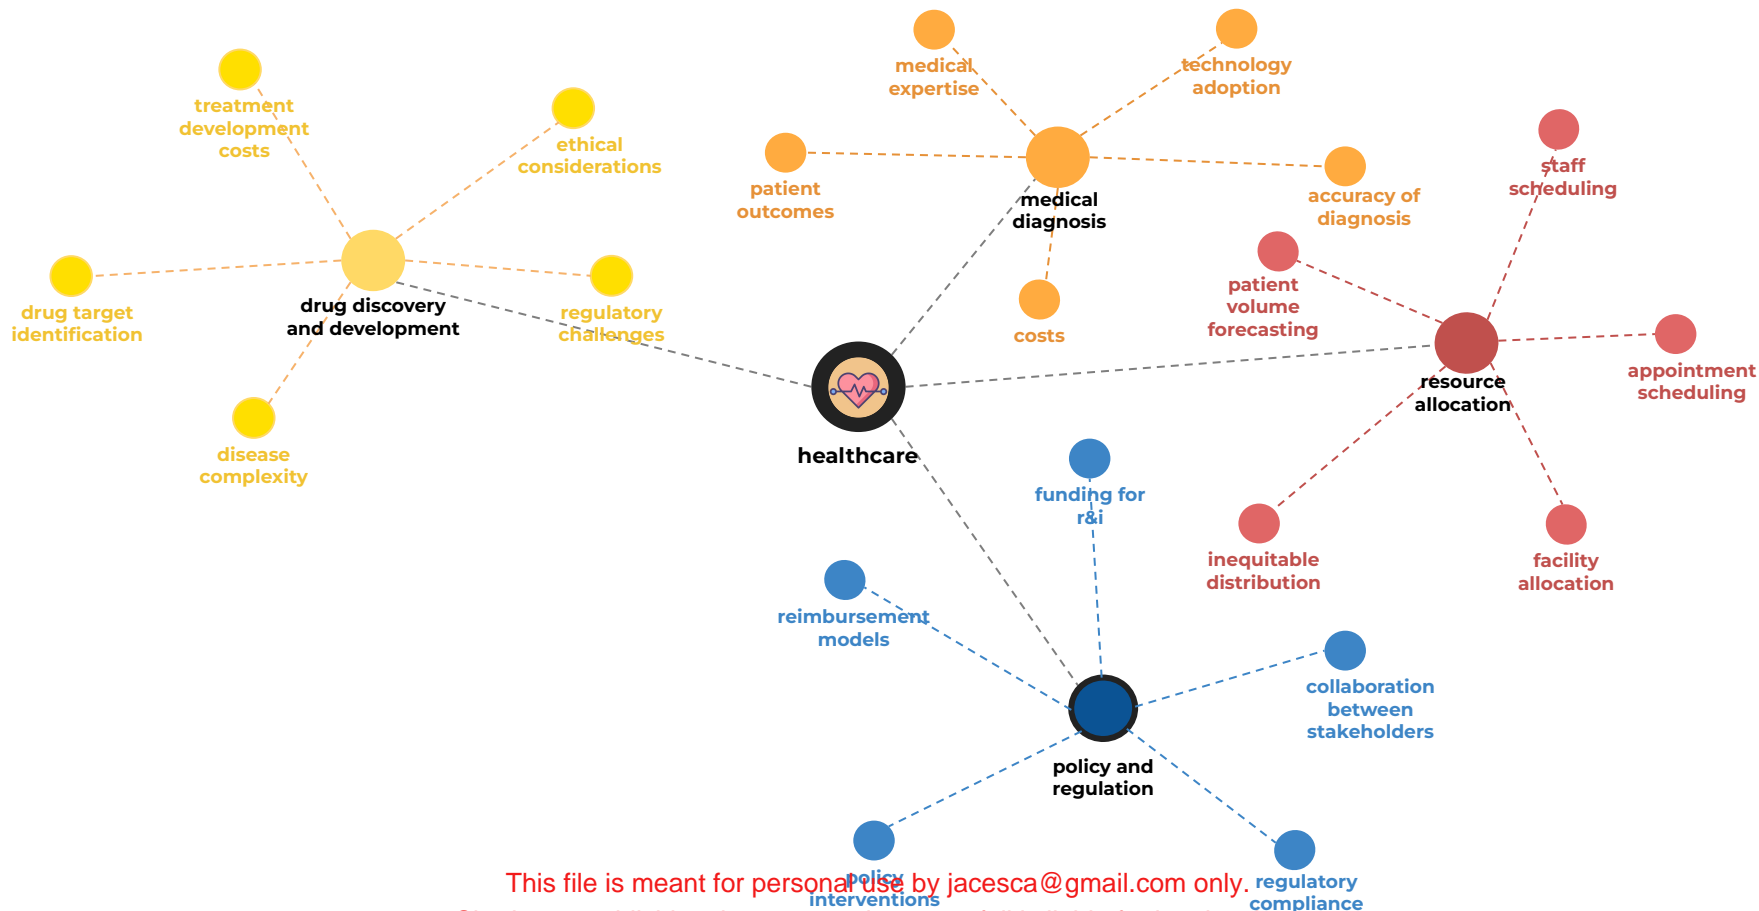 treatment
development
costs
ethical
considerations
drug target
identification
drug discovery
and development
regulatory
challenges
disease
complexity
medical
expertise
technology
adoption
patient
outcomes
medical
diagnosis
accuracy of
diagnosis
costs
staff
scheduling
patient
volume
forecasting
appointment
scheduling
resource
allocation
inequitable
distribution
facility
allocation
healthcare
funding for
r&i
reimbursement
models
collaboration
between
stakeholders
policy and
regulation
policy
interventions
regulatory
compliance
This file is meant for personal use by jacesca@gmail.com only.